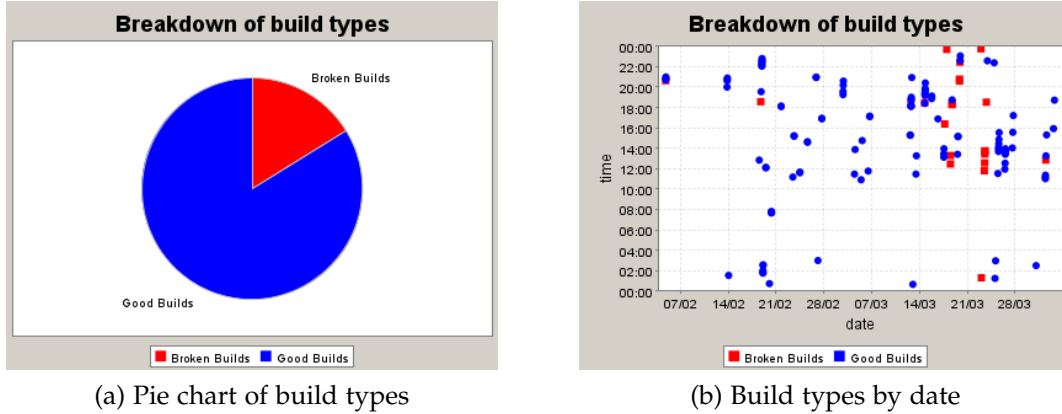 Breakdown of build types
Broken Builds
Good Builds
Broken Builds Good Builds
(a) Pie chart of build types
Breakdown of build types
00:00
22:00
20:00
18:00
16:00
14:00
12:00
10:00
08:00
06:00
04:00
02:00
00:00
time
07/02 14/02 21/02 28/02 07/03 14/03 21/03 28/03
date
Broken Builds Good Builds
(b) Build types by date